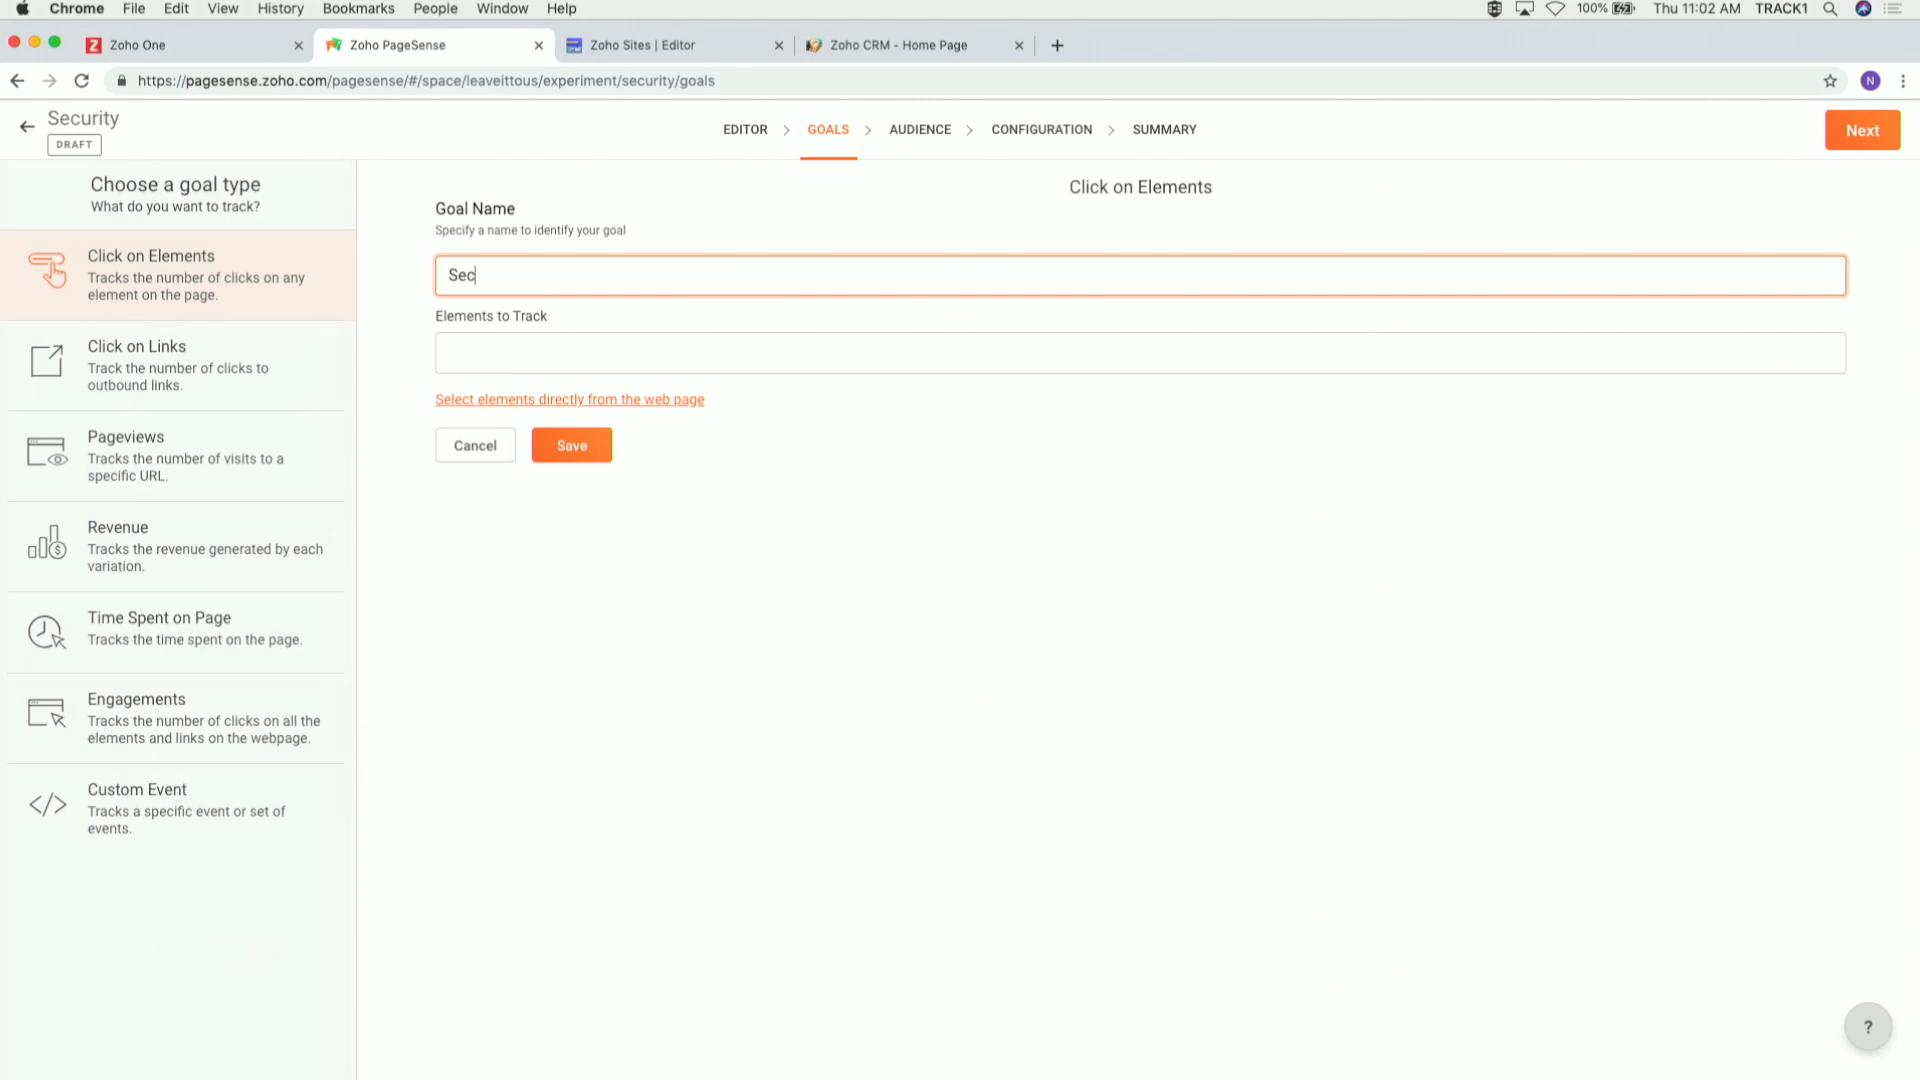 Chrome File Edit View History Bookmarks People Window Help 100% Thu 11:02 AM TRACK1
Zoho One Zoho PageSense Zoho Sites | Editor Zoho CRM - Home Page
https://pagesense.zoho.com/pagesense/#/space/leaveittous/experiment/security/goals N
Security
DRAFT
EDITOR GOALS AUDIENCE CONFIGURATION SUMMARY
Next
Choose a goal type
What do you want to track?
Click on Elements
Tracks the number of clicks on any
element on the page.
Click on Links
Track the number of clicks to
outbound links.
Pageviews
Tracks the number of visits to a
specific URL.
Revenue
Tracks the revenue generated by each
variation.
Time Spent on Page
Tracks the time spent on the page.
Engagements
Tracks the number of clicks on all the
elements and links on the webpage.
Custom Event
Tracks a specific event or set of
events.
Click on Elements
Goal Name
Specify a name to identify your goal
Sec
Elements to Track
Select elements directly from the web page
Cancel Save
?